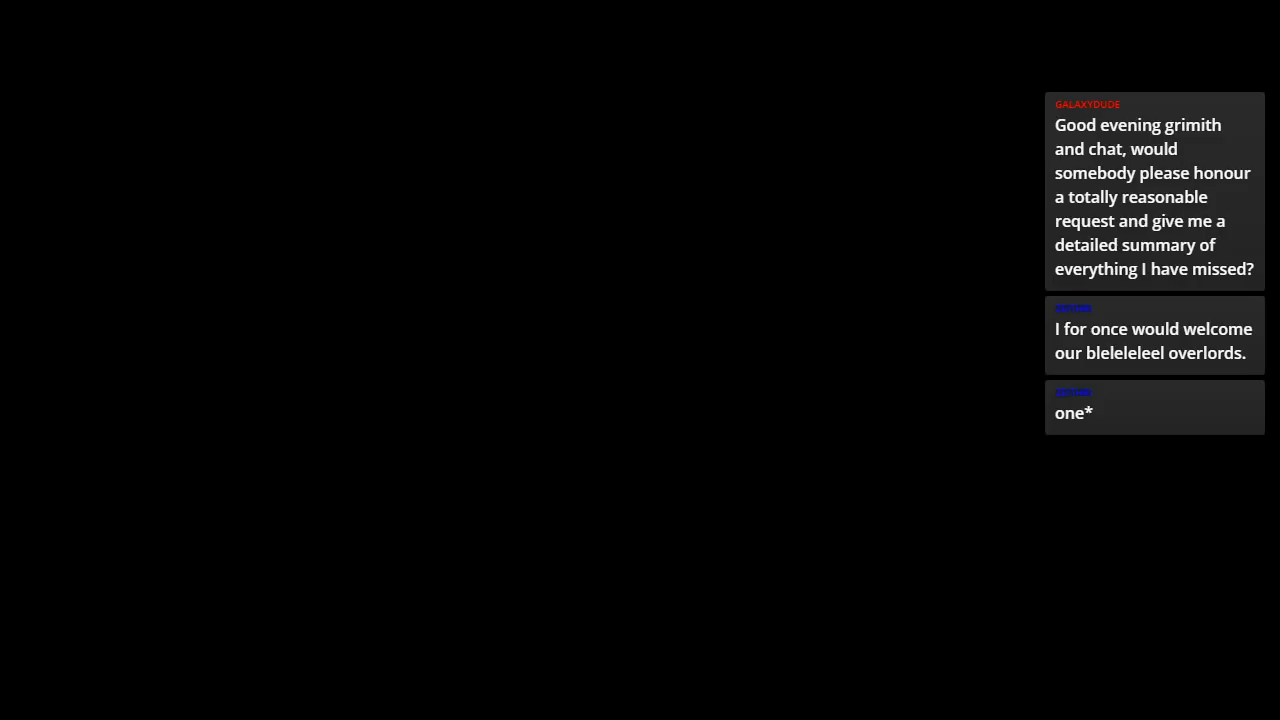 GALAXYDUDE
Good evening grimith
and chat, would
somebody please honour
a totally reasonable
request and give me a
detailed summary of
everything I have missed?
I for once would welcome
our bleleleleel overlords.
one*